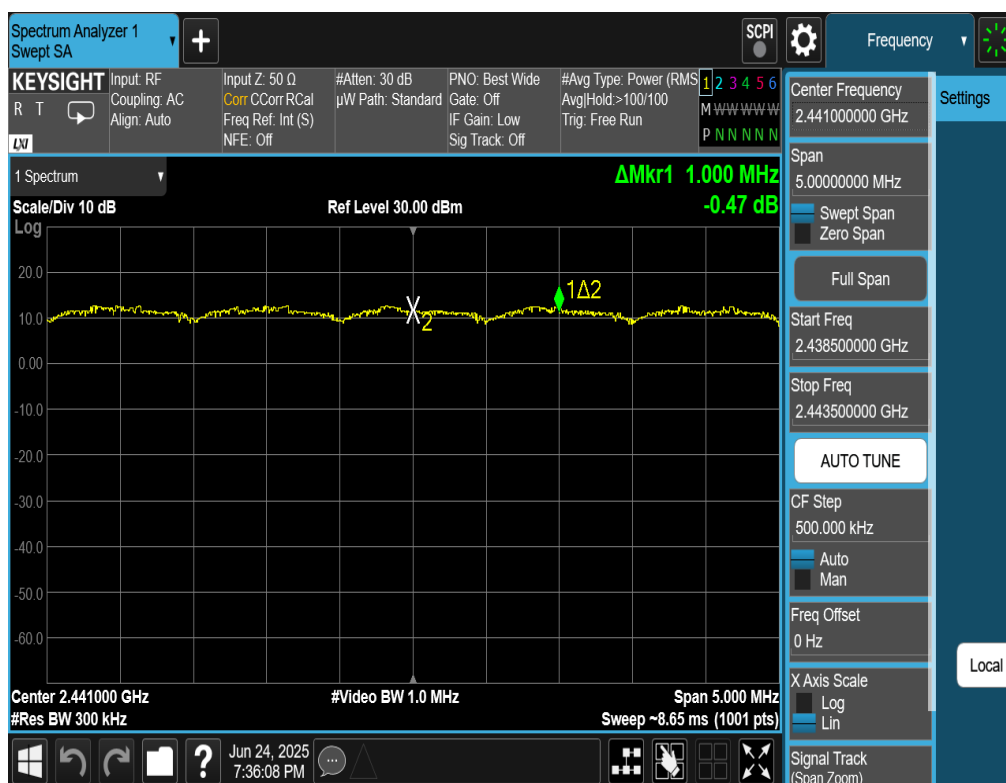 Spectrum Analyzer 1
Swept SA
+
SCPI
Frequency
KEYSIGHT
R T
LXI
Input: RF
Coupling: AC
Align: Auto
Input Z: 50 Ω
Corr CCorr RCal
Freq Ref: Int (S)
NFE: Off
#Atten: 30 dB
µW Path: Standard
PNO: Best Wide
Gate: Off
IF Gain: Low
Sig Track: Off
#Avg Type: Power (RMS
Avg|Hold:>100/100
Trig: Free Run
1 2 3 4 5 6
M W W W W W
P N N N N N
1 Spectrum
ΔMkr1 1.000 MHz
-0.47 dB
Scale/Div 10 dB
Ref Level 30.00 dBm
Log
20.0
10.0
0.00
-10.0
-20.0
-30.0
-40.0
-50.0
-60.0
1Δ2
2
Center 2.441000 GHz
#Video BW 1.0 MHz
Span 5.000 MHz
#Res BW 300 kHz
Sweep ~8.65 ms (1001 pts)
?
Jun 24, 2025
7:36:08 PM
Center Frequency
2.441000000 GHz
Span
5.00000000 MHz
Swept Span
Zero Span
Full Span
Start Freq
2.438500000 GHz
Stop Freq
2.443500000 GHz
AUTO TUNE
CF Step
500.000 kHz
Auto
Man
Freq Offset
0 Hz
X Axis Scale
Log
Lin
Signal Track
(Span Zoom)
Settings
Local